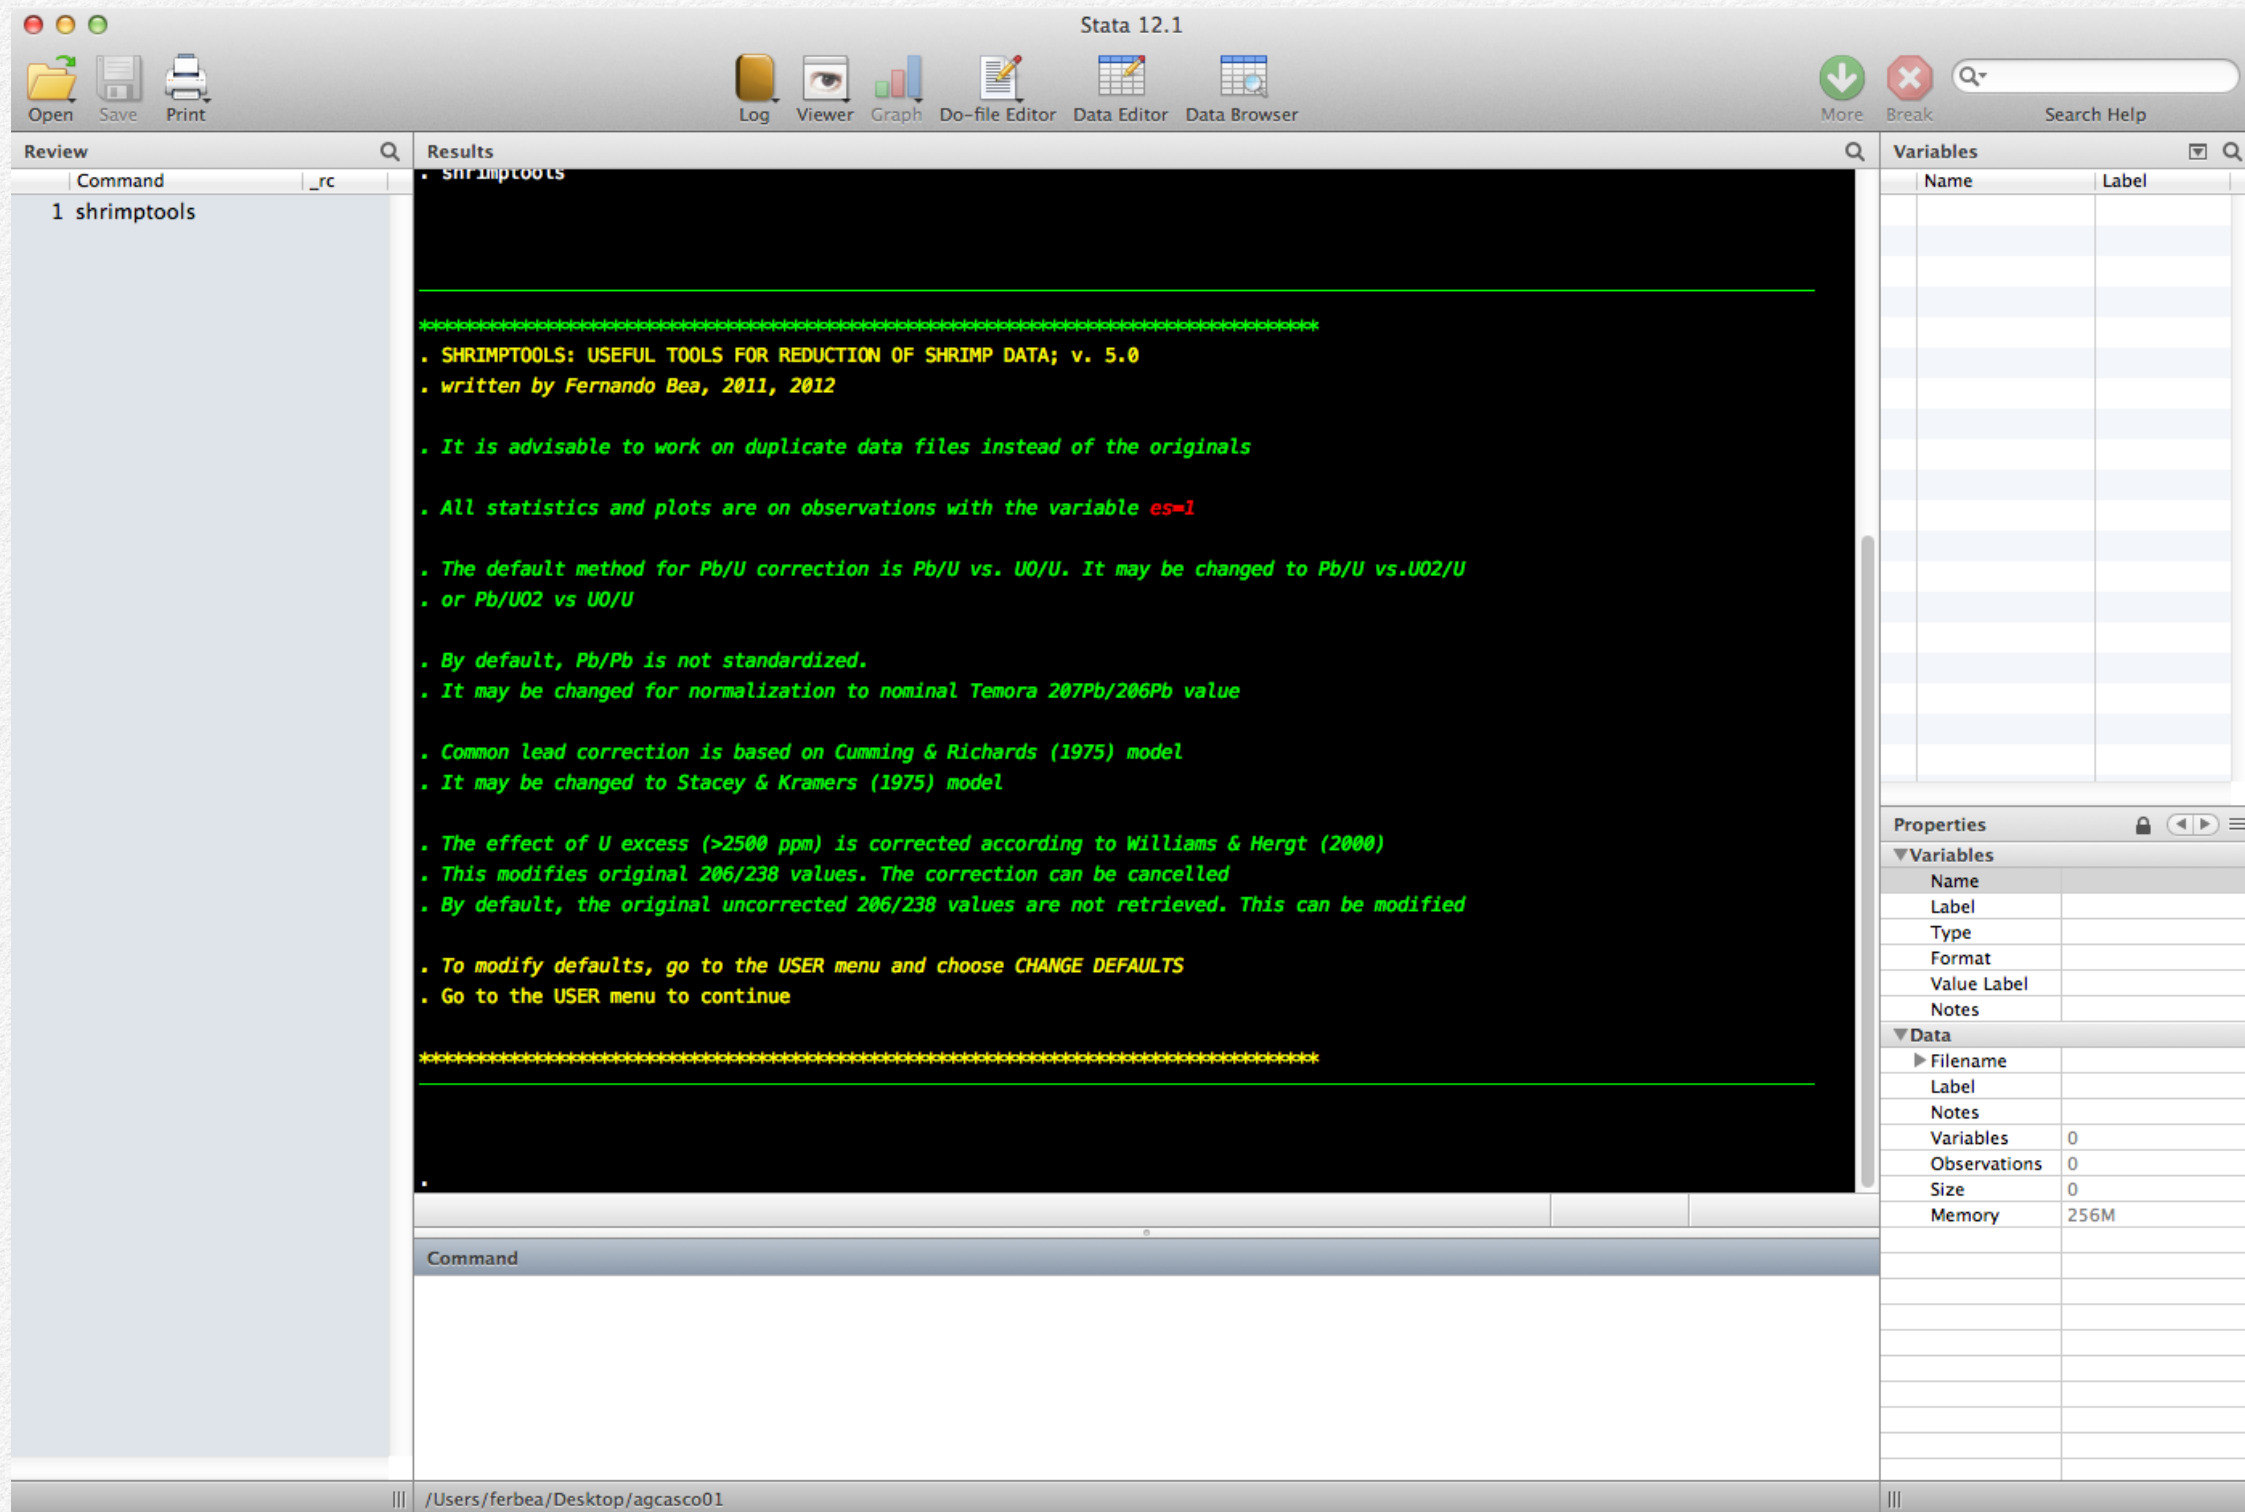 Stata 12.1
Open Save Print Log Viewer Graph Do-file Editor Data Editor Data Browser More Break Search Help
Review
Command _rc
1 shrimptools
Results
. shrimptools
******************************************************************************************
. SHRIMPTOOLS: USEFUL TOOLS FOR REDUCTION OF SHRIMP DATA; v. 5.0
. written by Fernando Bea, 2011, 2012
. It is advisable to work on duplicate data files instead of the originals
. All statistics and plots are on observations with the variable es=1
. The default method for Pb/U correction is Pb/U vs. UO/U. It may be changed to Pb/U vs.UO2/U
. or Pb/UO2 vs UO/U
. By default, Pb/Pb is not standardized.
. It may be changed for normalization to nominal Temora 207Pb/206Pb value
. Common lead correction is based on Cumming & Richards (1975) model
. It may be changed to Stacey & Kramers (1975) model
. The effect of U excess (>2500 ppm) is corrected according to Williams & Hergt (2000)
. This modifies original 206/238 values. The correction can be cancelled
. By default, the original uncorrected 206/238 values are not retrieved. This can be modified
. To modify defaults, go to the USER menu and choose CHANGE DEFAULTS
. Go to the USER menu to continue
******************************************************************************************
.
Command
/Users/ferbea/Desktop/agcasco01
Variables
Name Label
Properties
Variables
Name
Label
Type
Format
Value Label
Notes
Data
Filename
Label
Notes
Variables 0
Observations 0
Size 0
Memory 256M